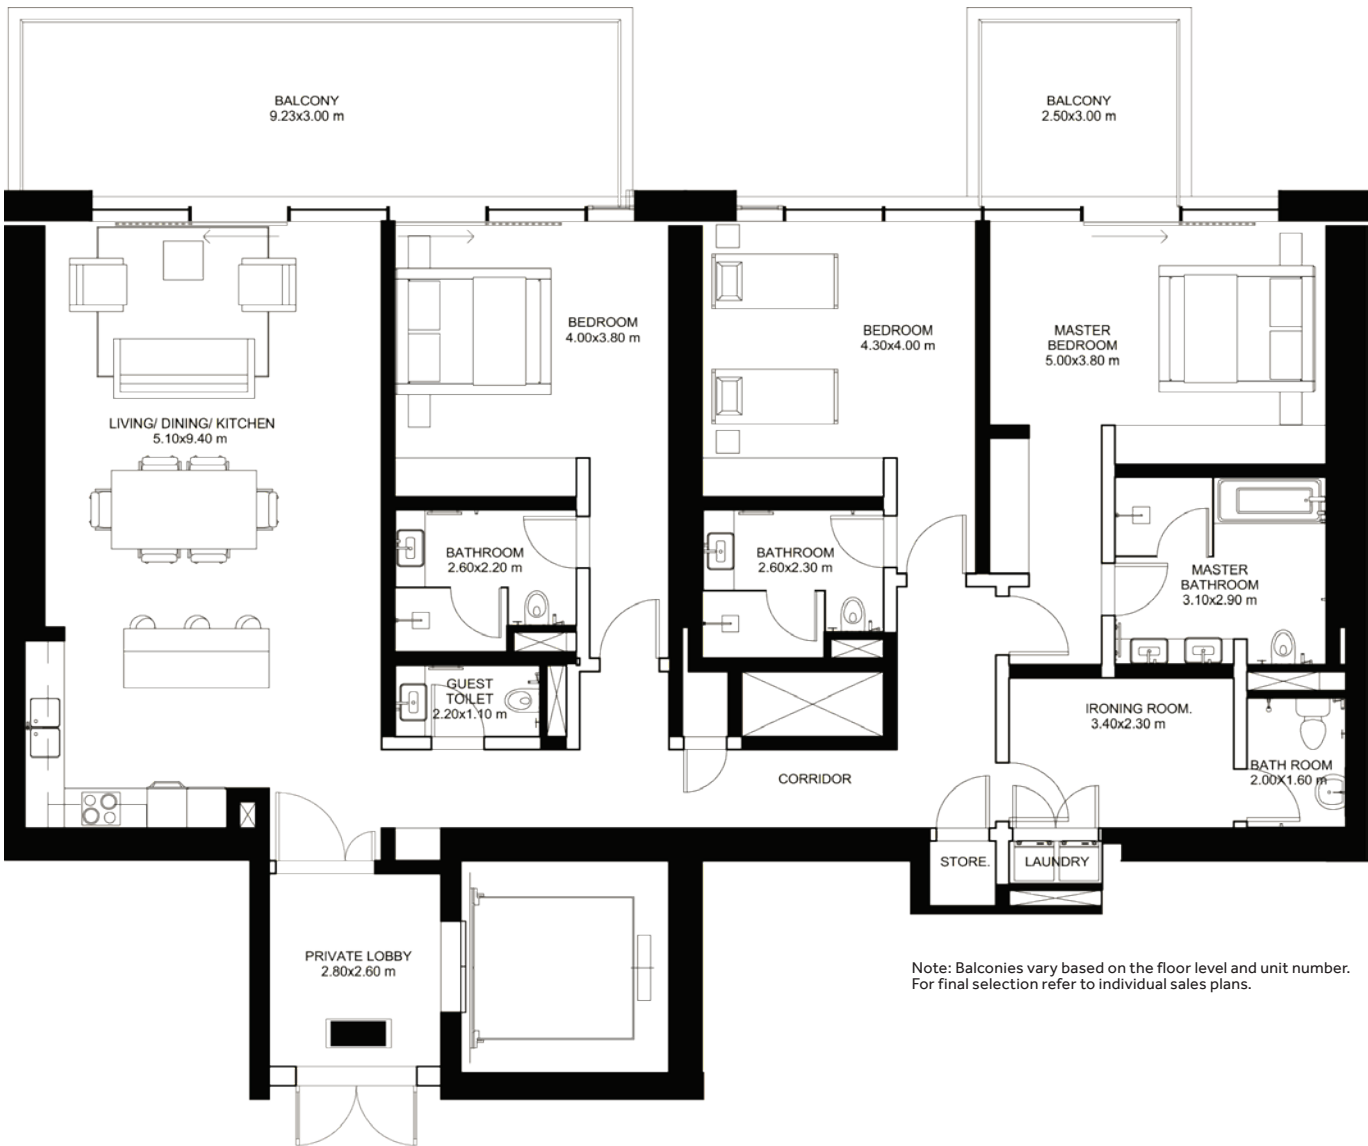 BALCONY
9.23x3.00 m
BALCONY
2.50x3.00 m
BEDROOM
4.00x3.80 m
BEDROOM
4.30x4.00 m
MASTER
BEDROOM
5.00x3.80 m
LIVING/ DINING/ KITCHEN
5.10x9.40 m
BATHROOM
2.60x2.20 m
BATHROOM
2.60x2.30 m
MASTER
BATHROOM
3.10x2.90 m
GUEST
TOILET
2.20x1.10 m
IRONING ROOM.
3.40x2.30 m
BATH ROOM
2.00X1.60 m
CORRIDOR
STORE.
LAUNDRY
PRIVATE LOBBY
2.80x2.60 m
Note: Balconies vary based on the floor level and unit number.
For final selection refer to individual sales plans.